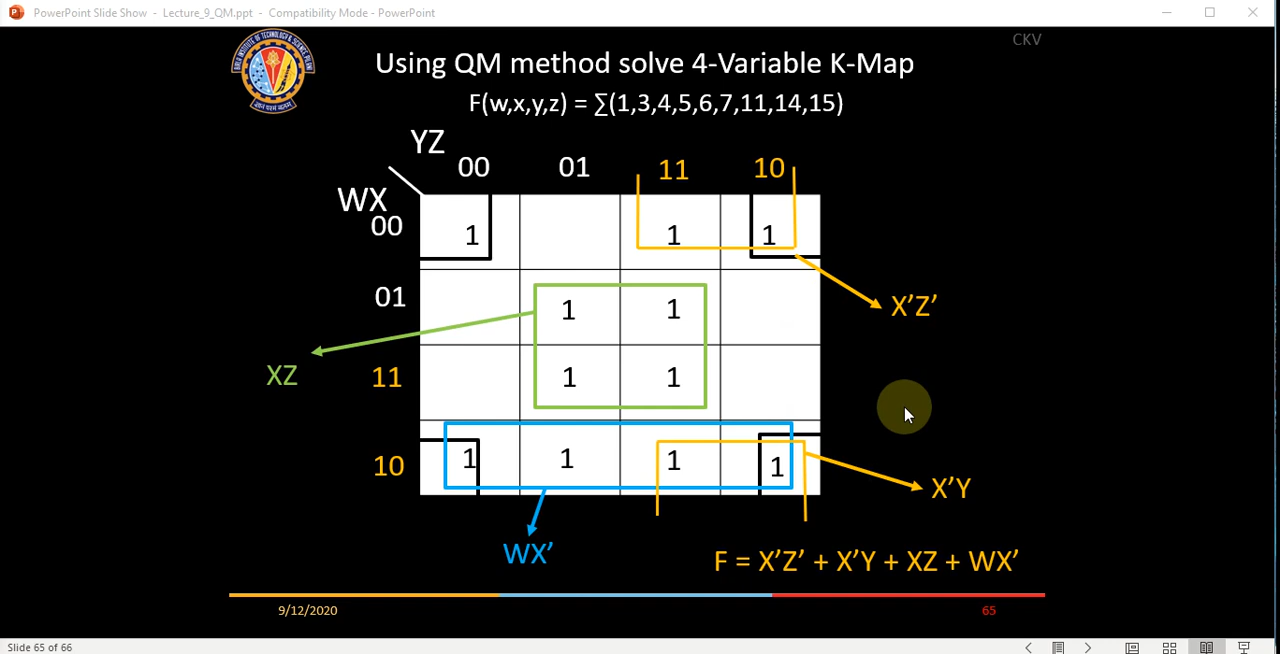 PowerPoint Slide Show - Lecture_9_QM.ppt - Compatibility Mode - PowerPoint
CKV
Using QM method solve 4-Variable K-Map
F(w,x,y,z) = ∑(1,3,4,5,6,7,11,14,15)
YZ
00 01 11 10
WX
00 1 1 1
X’Z’
01 1 1
XZ
11 1 1
10 1 1 1 1
X’Y
WX’
F = X’Z’ + X’Y + XZ + WX’
9/12/2020 65
Slide 65 of 66